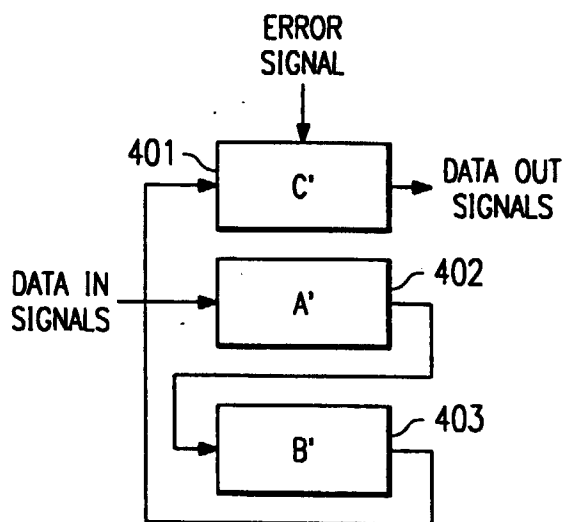 ERROR
SIGNAL
401
C'
DATA OUT
SIGNALS
402
DATA IN
SIGNALS
A'
403
B'